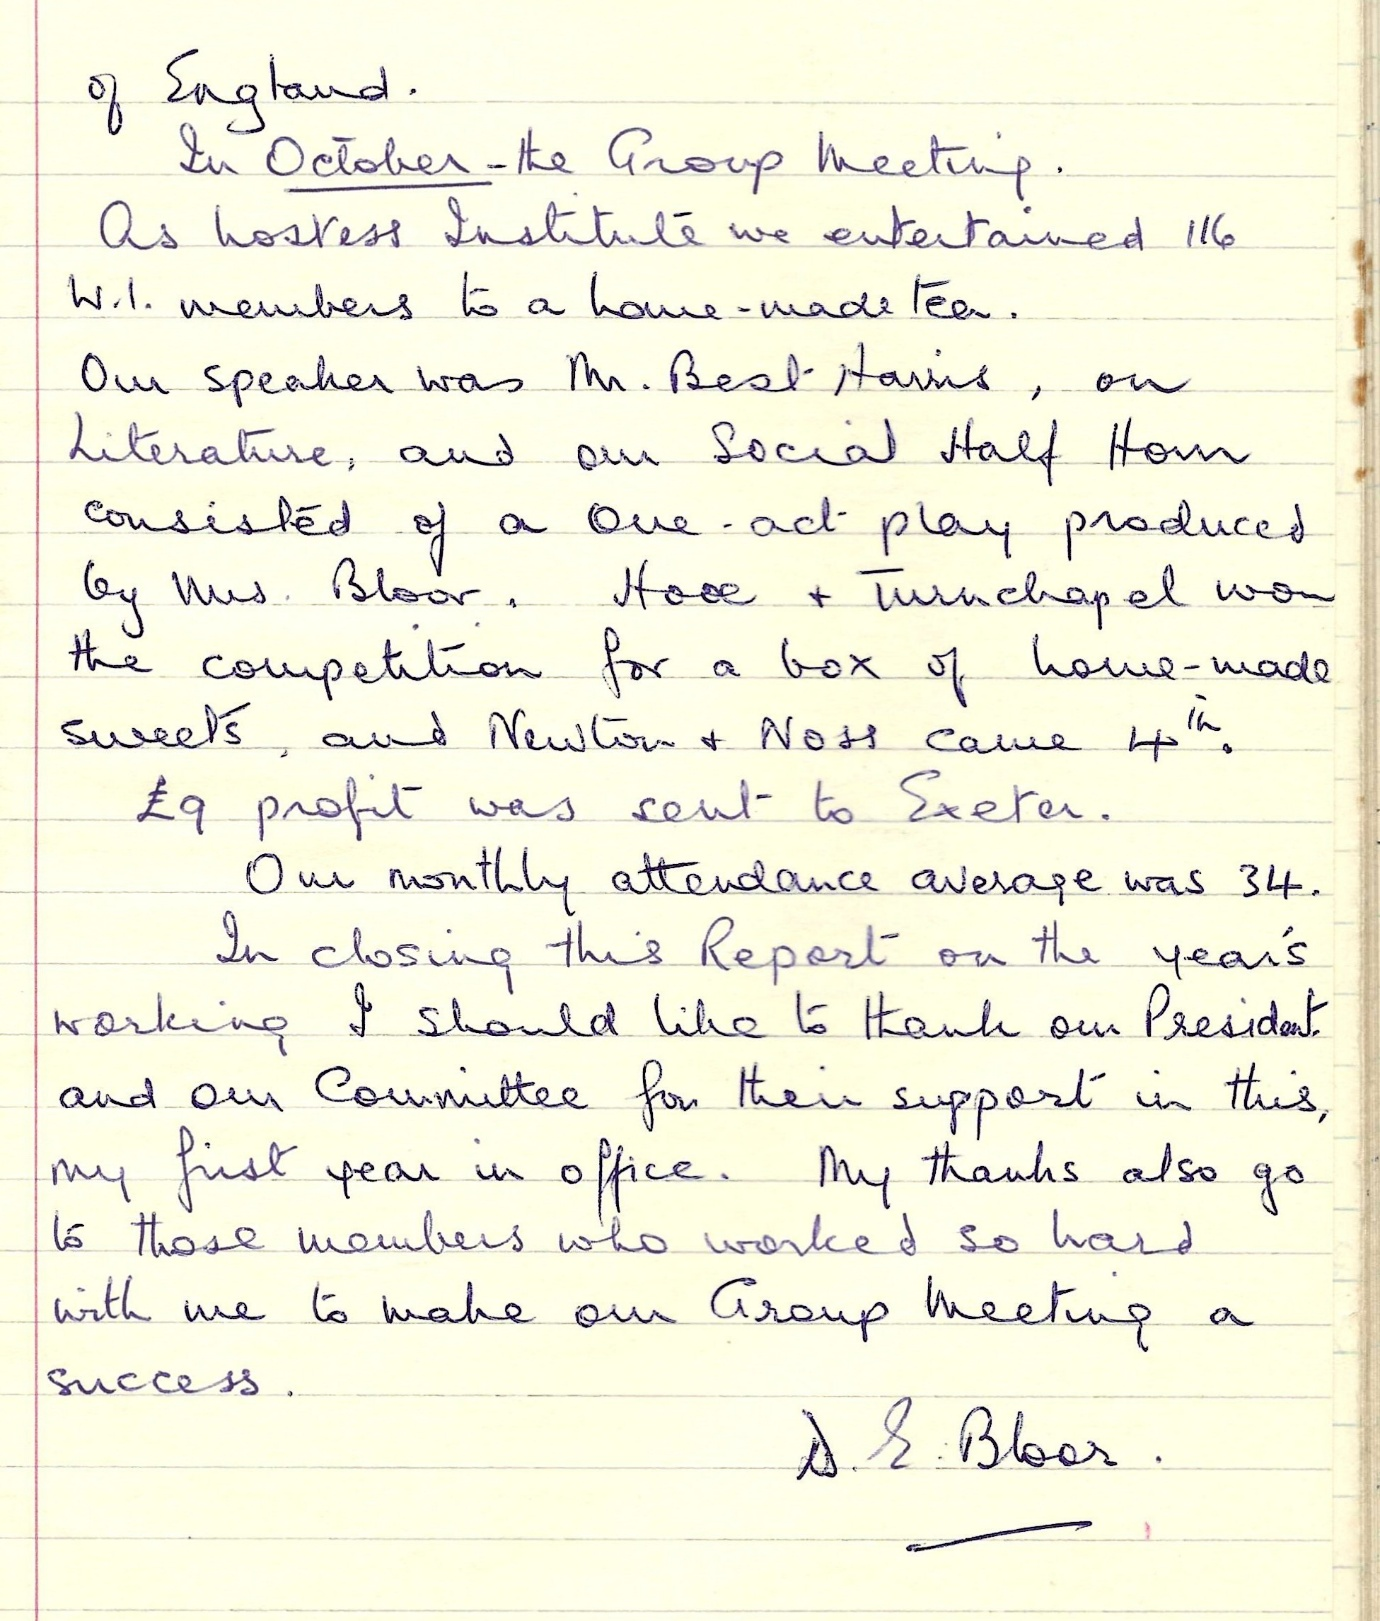 of England.
In October - the Group Meeting.
As hostess Institute we entertained 116
W.I. members to a home-made tea.
Our speaker was Mr. Best Harris, on
Literature, and our Social Half Hour
consisted of a One-act play produced
by Mrs. Bloor. Hooe + Turnchapel won
the competition for a box of home-made
sweets, and Newton + Noss came 4th.
£9 profit was sent to Exeter.
Our monthly attendance average was 34.
In closing this Report on the year's
working I should like to thank our President
and our Committee for their support in this,
my first year in office. My thanks also go
to those members who worked so hard
with me to make our Group Meeting a
success.
D. E. Bloor.